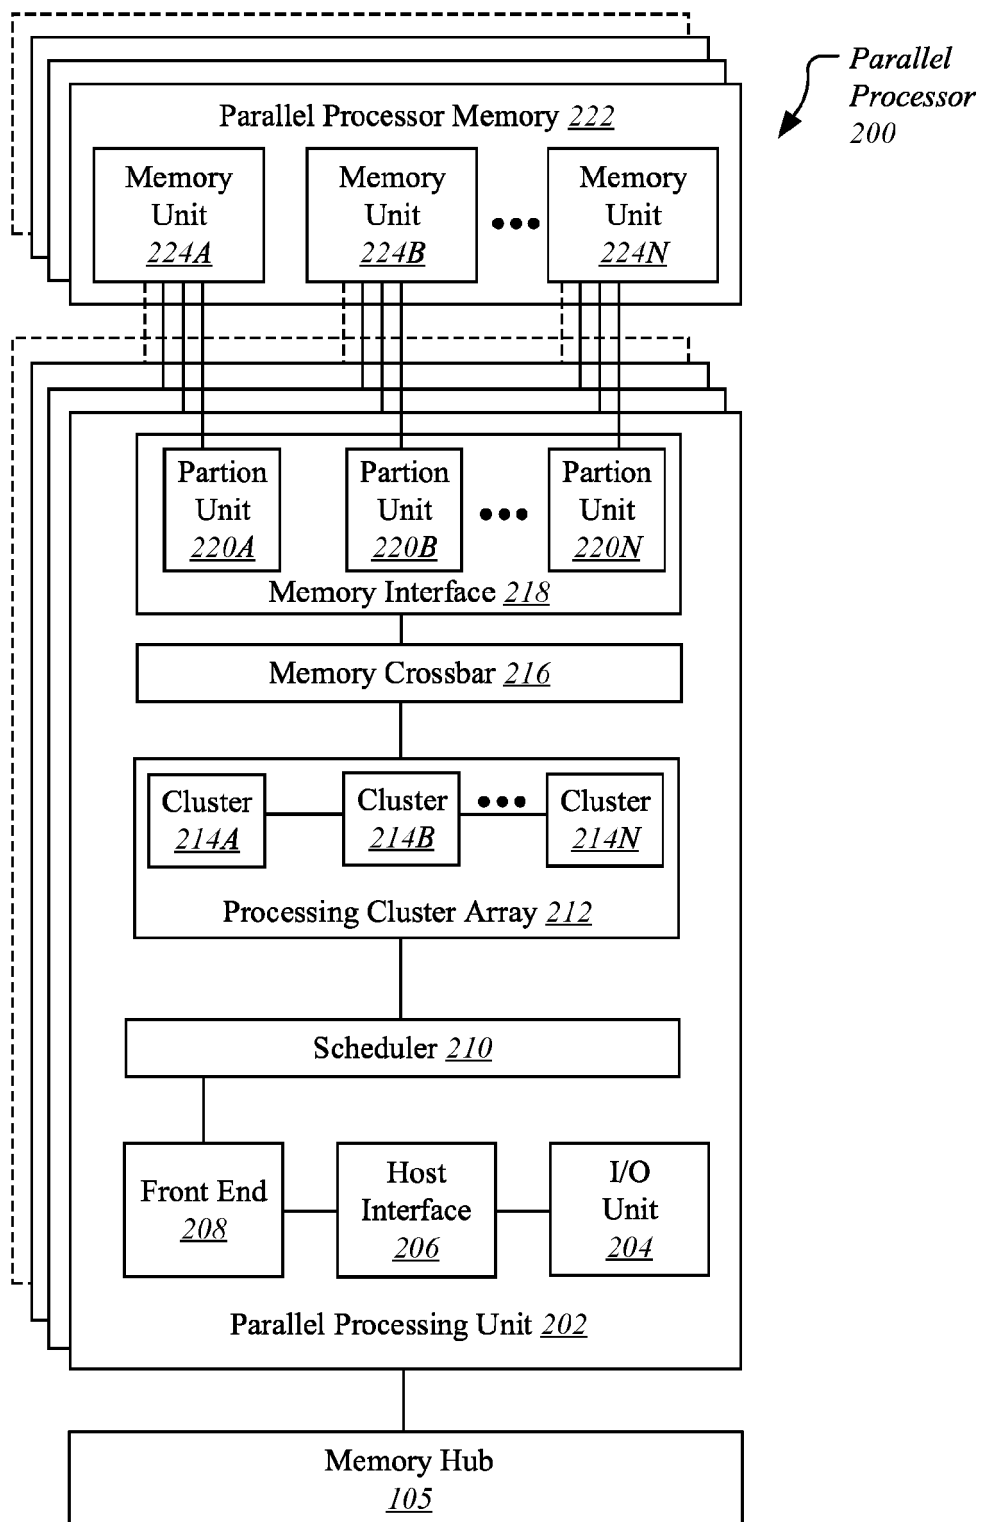 Parallel
Processor
200
Parallel Processor Memory 222
Memory
Unit
224A
Memory
Unit
224B
Memory
Unit
224N
Partion
Unit
220A
Partion
Unit
220B
Partion
Unit
220N
Memory Interface 218
Memory Crossbar 216
Cluster
214A
Cluster
214B
Cluster
214N
Processing Cluster Array 212
Scheduler 210
Front End
208
Host
Interface
206
I/O
Unit
204
Parallel Processing Unit 202
Memory Hub
105